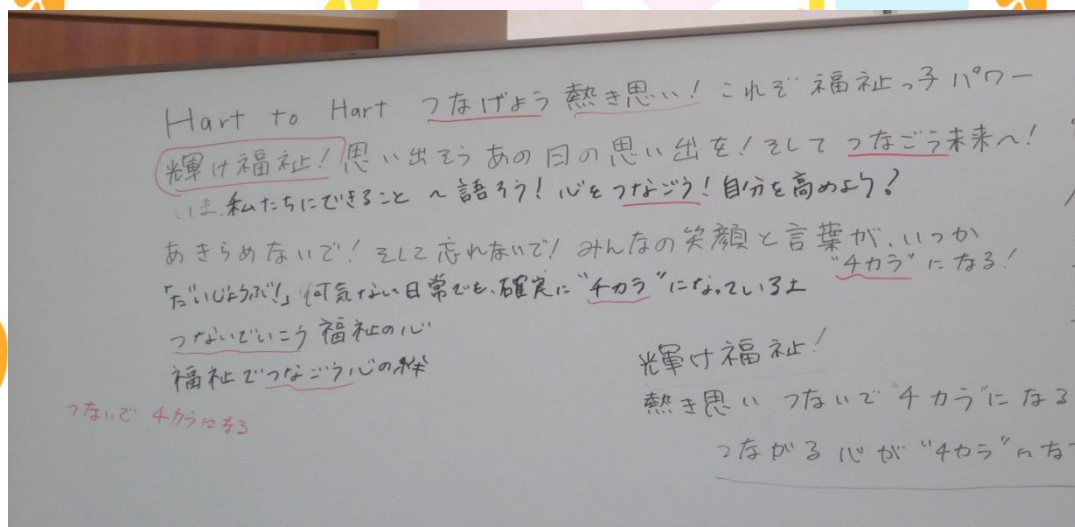 Hart to Hart つなげよう 熱き思い! これぞ 福祉っ子パワー
輝け福祉! 思い出そう あの日の思い出を! そして つなごう未来へ!
いま、私たちにできること 〜語ろう! 心をつなごう! 自分を高めよう?
あきらめないで! そして忘れないで! みんなの笑顔と言葉が、いつか
"チカラ"になる!
「だいじょうぶ!」何気ない日常でも、確実に"チカラ"になっている±
つないでいこう 福祉の心
福祉でつなごう心の絆
つないで チカラになる
輝け福祉!
熱き思い つないで"チカラ"になる
つながる 心が "チカラ"にな